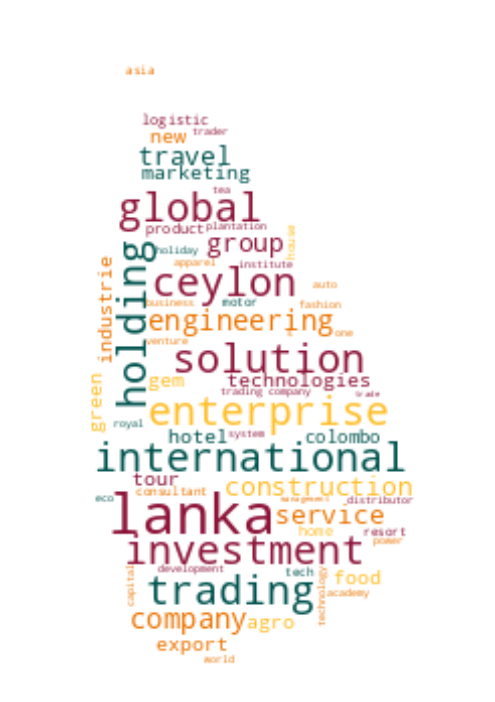 asia
logistic
new trader
travel
marketing
tea
global
product plantation
group house
holding holiday
apparel institute
industrie
ceylon auto
business motor fashion
engineering one
venture
solution
green gem technologies
trading company trade
enterprise
royal
hotel system colombo
international
tour
consultant construction
eco management distributor
lanka service
home resort
power
investment
development
capital tech food
trading technology academy
company agro
export
world